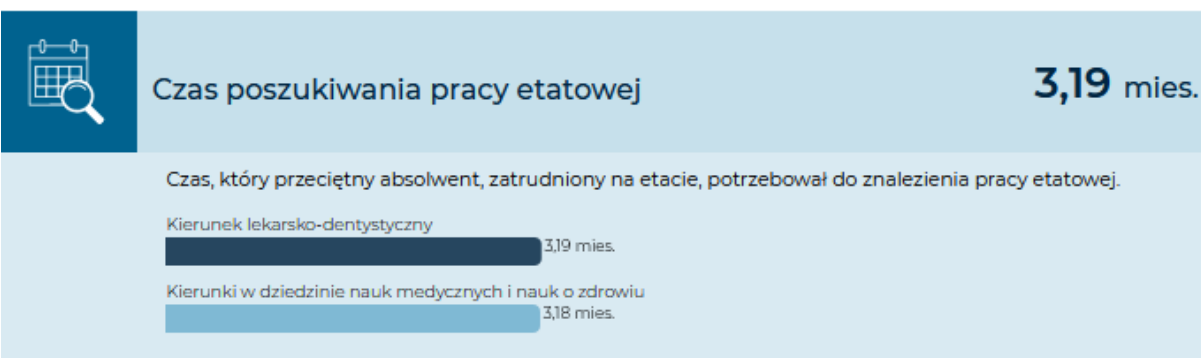 Czas poszukiwania pracy etatowej 3,19 mies.
Czas, który przeciętny absolwent, zatrudniony na etacie, potrzebował do znalezienia pracy etatowej.
Kierunek lekarsko-dentystyczny
3,19 mies.
Kierunki w dziedzinie nauk medycznych i nauk o zdrowiu
3,18 mies.